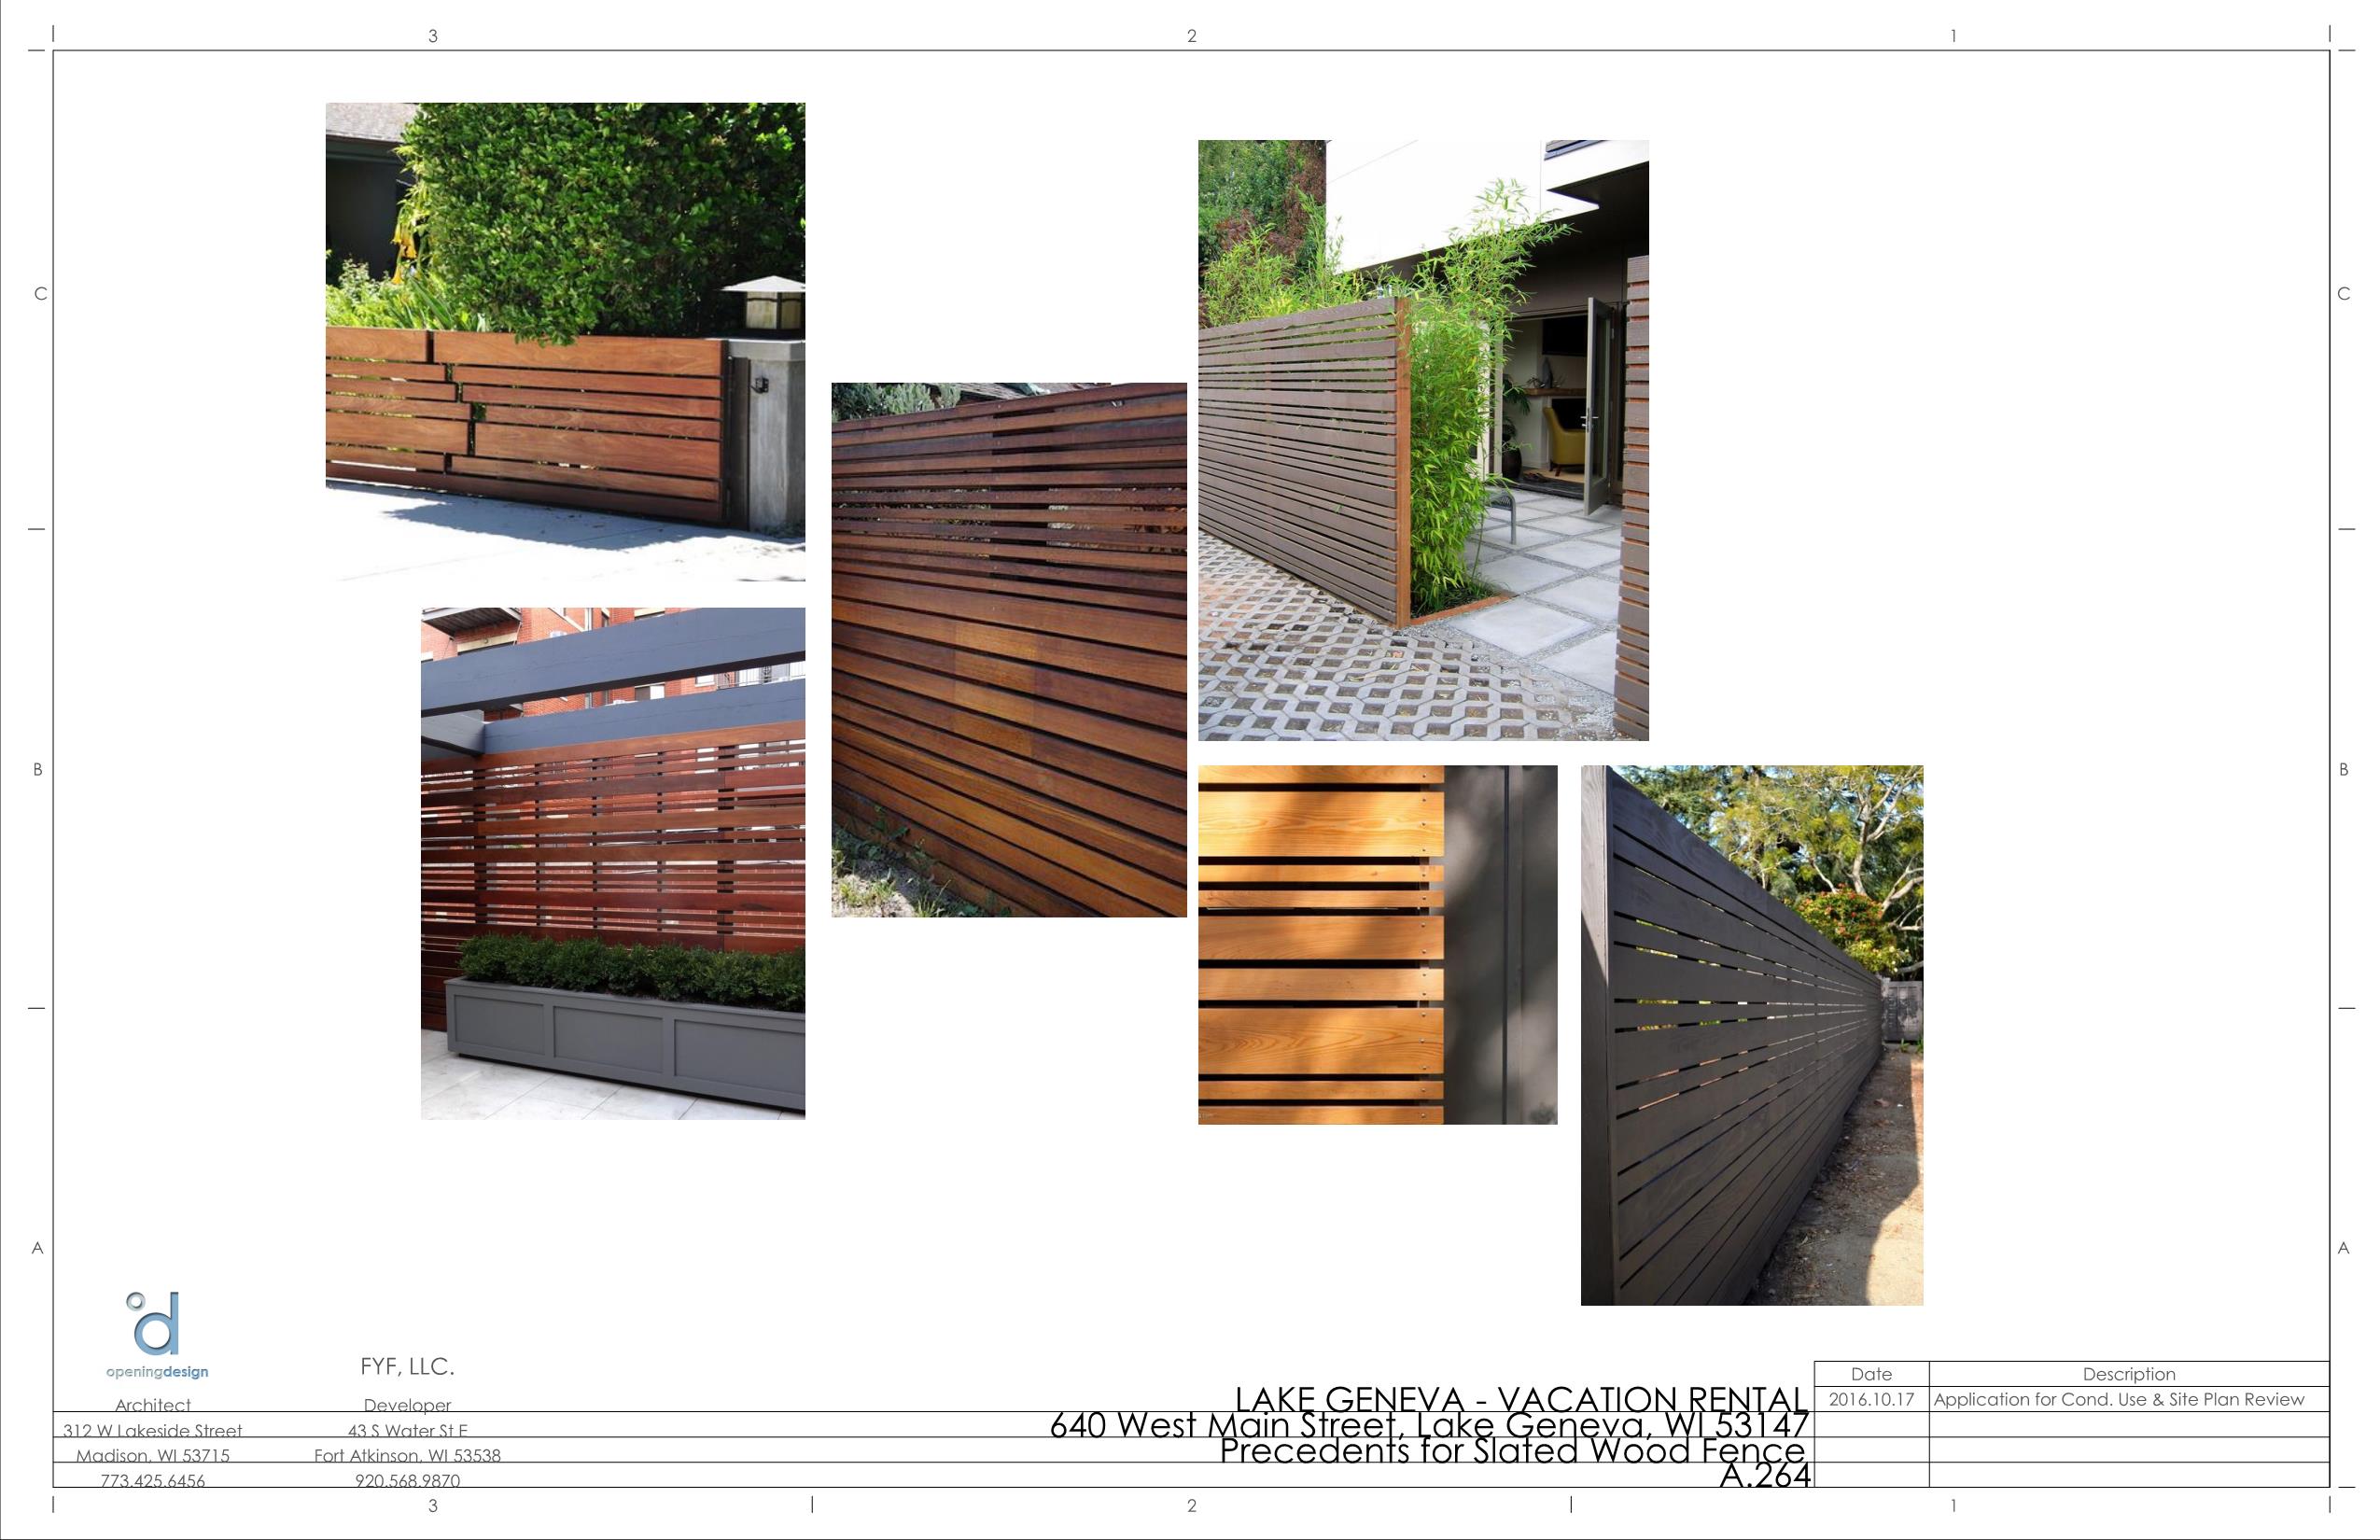 3
2
1
C
C
B
B
A
A
openingdesign
Architect
312 W Lakeside Street
Madison, WI 53715
773.425.6456
FYF, LLC.
Developer
43 S Water St E
Fort Atkinson, WI 53538
920.568.9870
LAKE GENEVA - VACATION RENTAL
640 West Main Street, Lake Geneva, WI 53147
Precedents for Slated Wood Fence
A.264
Date
Description
2016.10.17
Application for Cond. Use & Site Plan Review
3
2
1